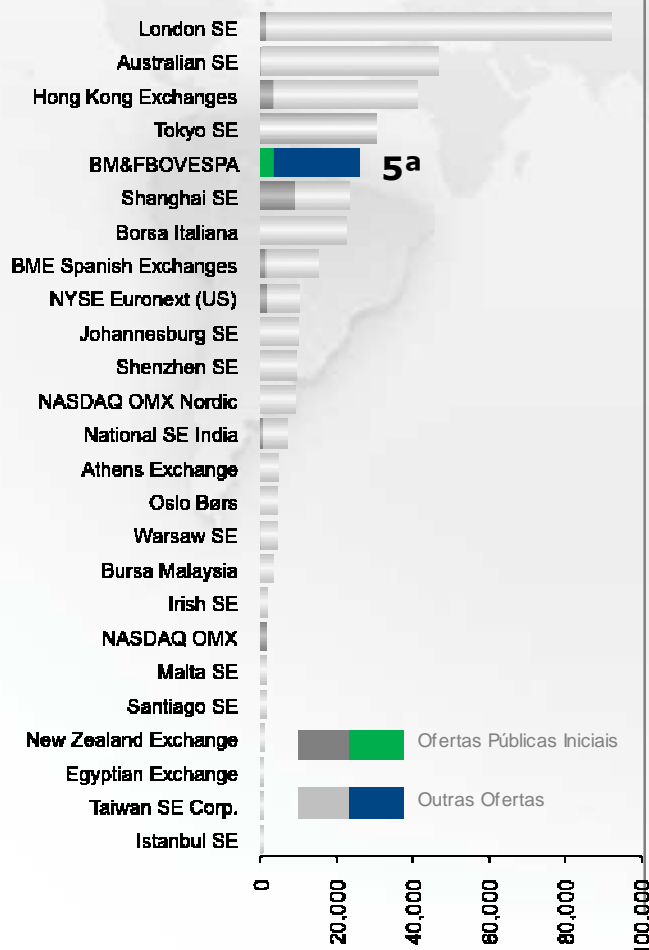 London SE
Australian SE
Hong Kong Exchanges
Tokyo SE
BM&FBOVESPA
5ª
Shanghai SE
Borsa Italiana
BME Spanish Exchanges
NYSE Euronext (US)
Johannesburg SE
Shenzhen SE
NASDAQ OMX Nordic
National SE India
Athens Exchange
Oslo Børs
Warsaw SE
Bursa Malaysia
Irish SE
NASDAQ OMX
Malta SE
Santiago SE
New Zealand Exchange
Ofertas Públicas Iniciais
Egyptian Exchange
Taiwan SE Corp.
Outras Ofertas
Istanbul SE
0
20,000
40,000
60,000
80,000
100,000